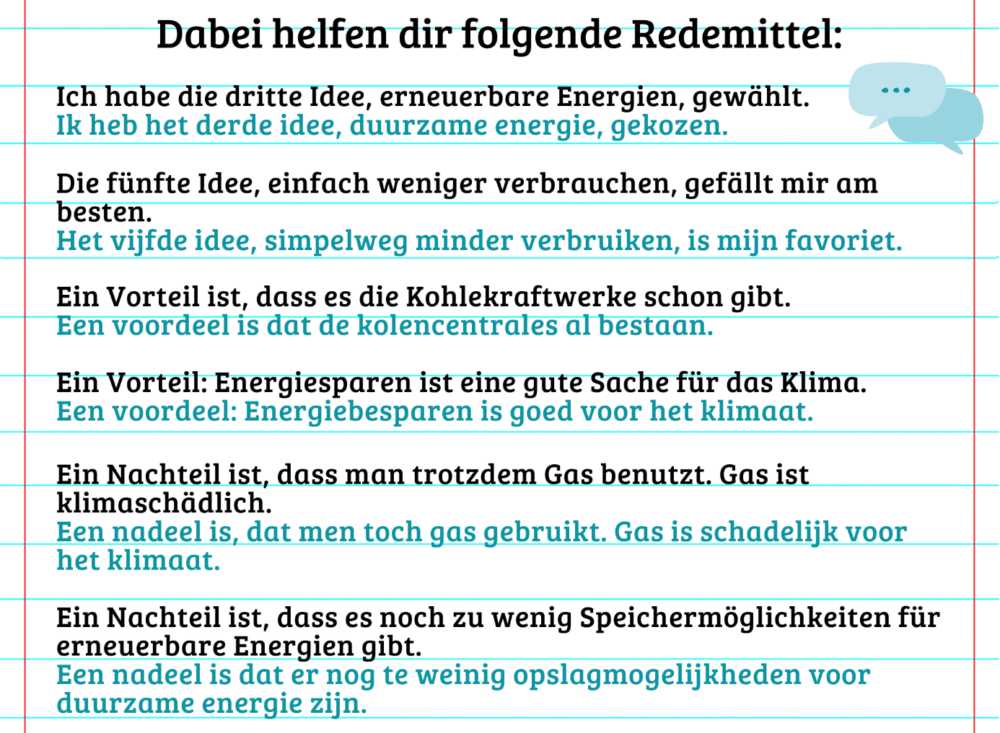 Dabei helfen dir folgende Redemittel:
Ich habe die dritte Idee, erneuerbare Energien, gewählt.
Ik heb het derde idee, duurzame energie, gekozen.
Die fünfte Idee, einfach weniger verbrauchen, gefällt mir am
besten.
Het vijfde idee, simpelweg minder verbruiken, is mijn favoriet.
Ein Vorteil ist, dass es die Kohlekraftwerke schon gibt.
Een voordeel is dat de kolencentrales al bestaan.
Ein Vorteil: Energiesparen ist eine gute Sache für das Klima.
Een voordeel: Energiebesparen is goed voor het klimaat.
Ein Nachteil ist, dass man trotzdem Gas benutzt. Gas ist
klimaschädlich.
Een nadeel is, dat men toch gas gebruikt. Gas is schadelijk voor
het klimaat.
Ein Nachteil ist, dass es noch zu wenig Speichermöglichkeiten für
erneuerbare Energien gibt.
Een nadeel is dat er nog te weinig opslagmogelijkheden voor
duurzame energie zijn.